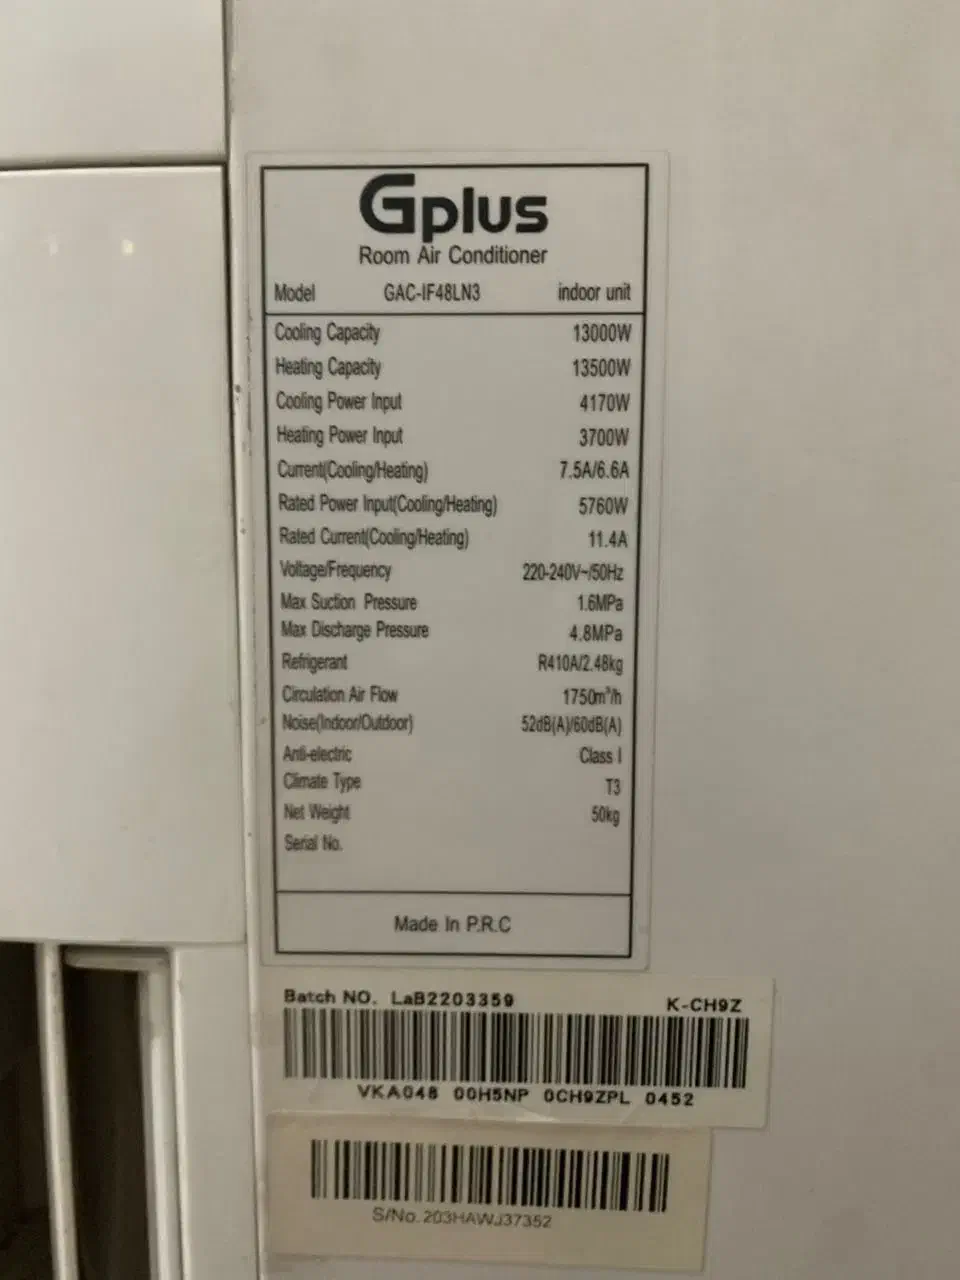 Gplus
Room Air Conditioner
Model GAC-IF48LN3 indoor unit
Cooling Capacity 13000W
Heating Capacity 13500W
Cooling Power Input 4170W
Heating Power Input 3700W
Current(Cooling/Heating) 7.5A/6.6A
Rated Power Input(Cooling/Heating) 5760W
Rated Current(Cooling/Heating) 11.4A
Voltage/Frequency 220-240V~/50Hz
Max Suction Pressure 1.6MPa
Max Discharge Pressure 4.8MPa
Refrigerant R410A/2.48kg
Circulation Air Flow 1750m³/h
Noise(Indoor/Outdoor) 52dB(A)/60dB(A)
Anti-electric Class I
Climate Type T3
Net Weight 50kg
Serial No.
Made In P.R.C
Batch NO. LaB2203359 K-CH9Z
VKA048 00H5NP 0CH9ZPL 0452
S/No. 203HAWJ37352